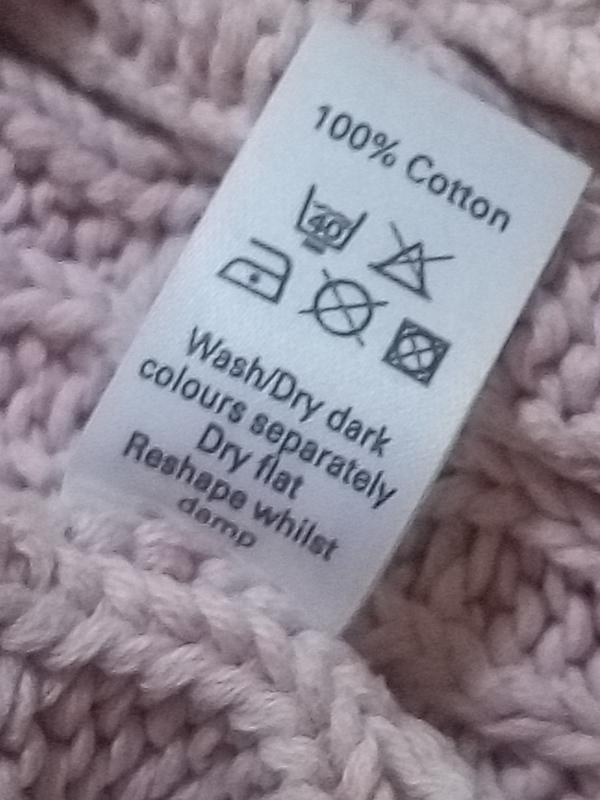 100% Cotton
40
Wash/Dry dark
colours separately
Dry flat
Reshape whilst
damp